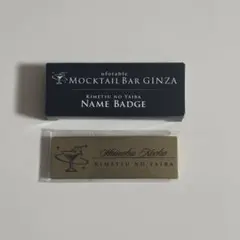 ufotable
MOCKTAIL BAR GINZA
KIMETSU NO YAIBA
NAME BADGE
KIMETSU NO YAIBA